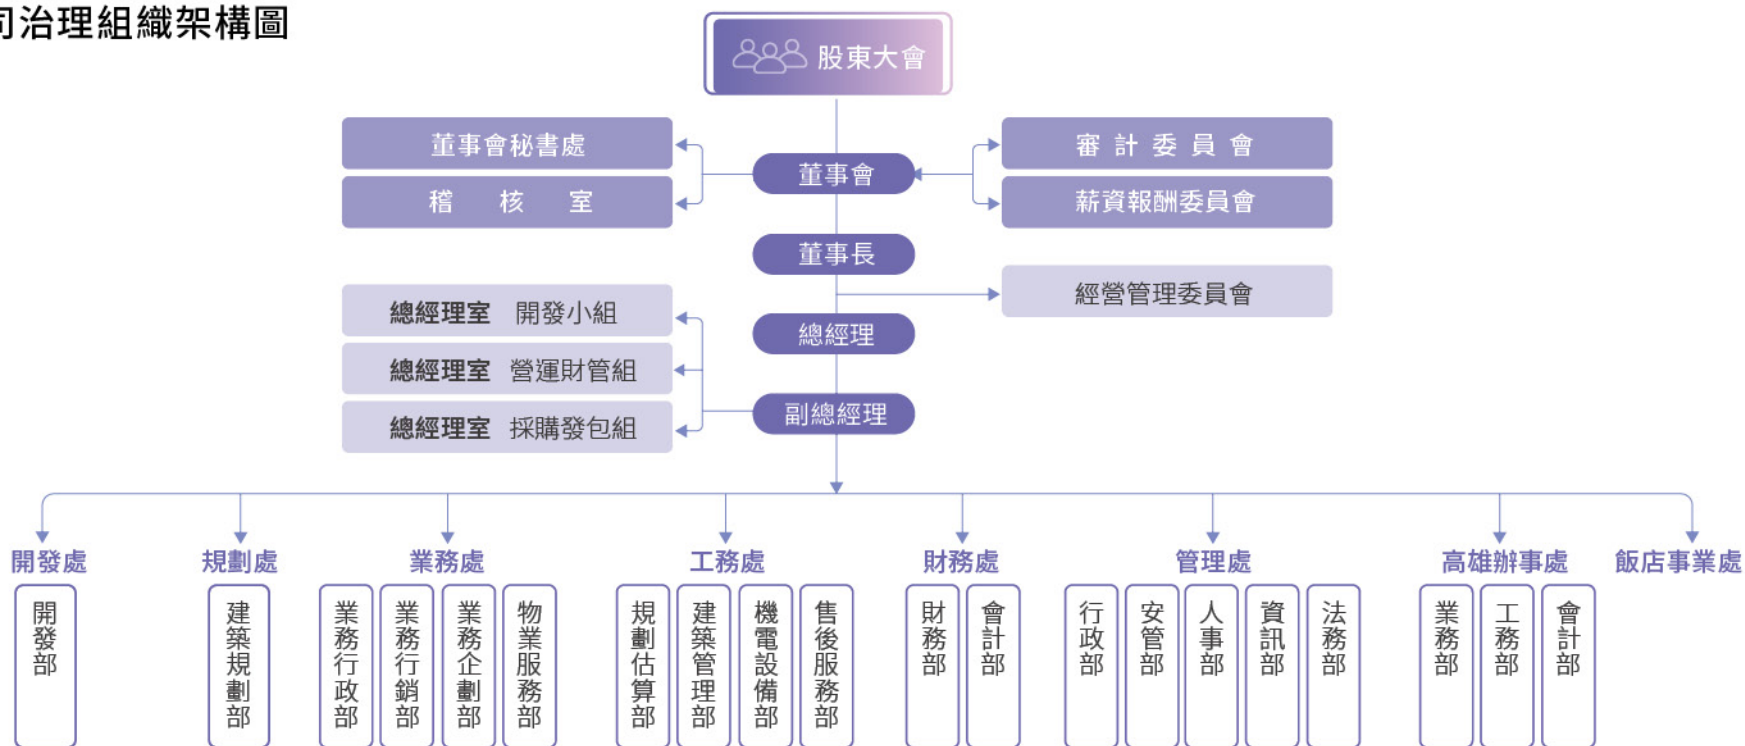 司治理組織架構圖
股東大會
董事會秘書處
稽核室
董事會
審計委員會
薪資報酬委員會
董事長
經營管理委員會
總經理室 開發小組
總經理室 營運財管組
總經理室 採購發包組
總經理
副總經理
開發處
規劃處
業務處
工務處
財務處
管理處
高雄辦事處
飯店事業處
開發部
建築規劃部
業務行政部
業務行銷部
業務企劃部
物業服務部
規劃估算部
建築管理部
機電設備部
售後服務部
財務部
會計部
行政部
安管部
人事部
資訊部
法務部
業務部
工務部
會計部